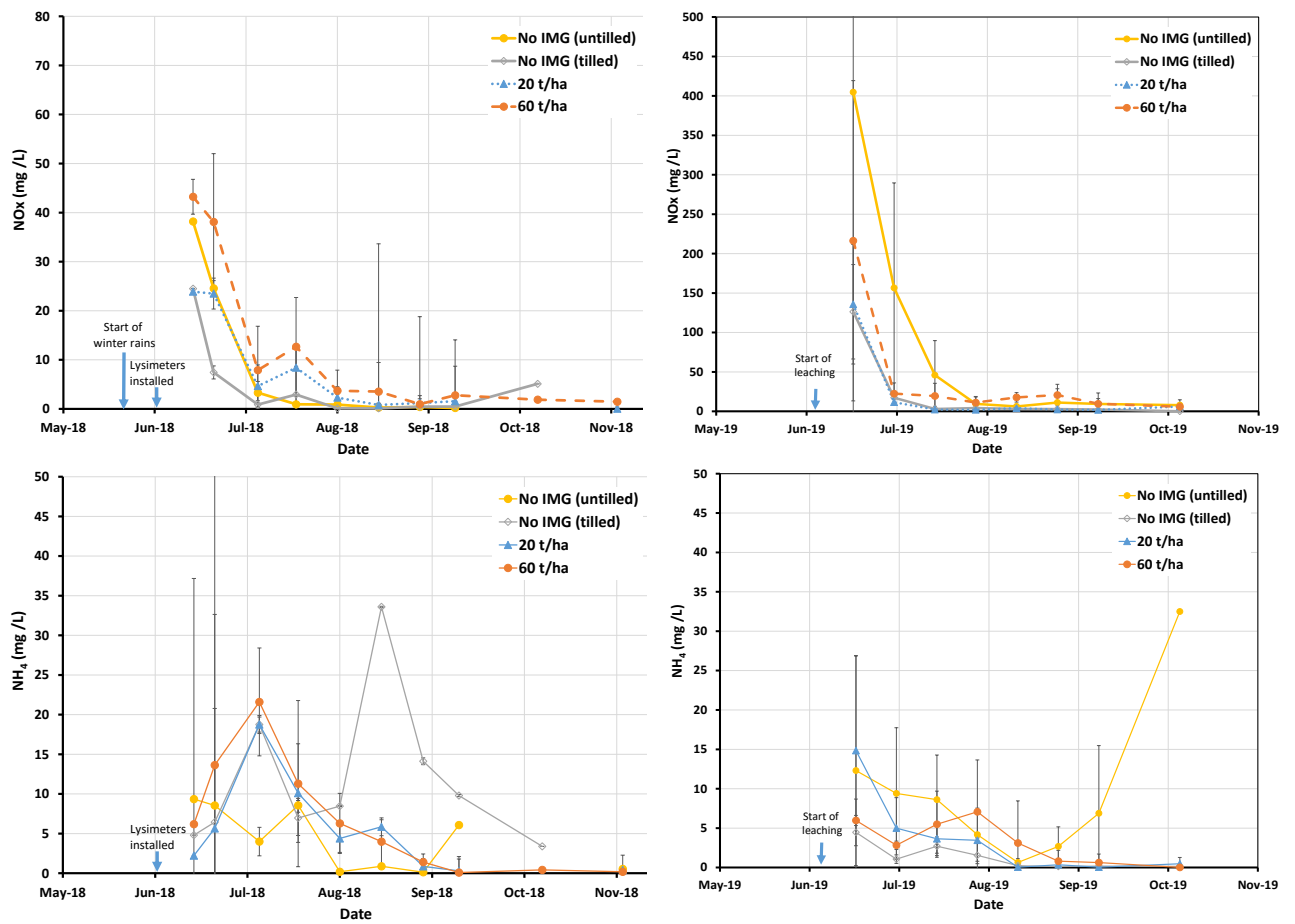 80
70
60
50
40
30
20
10
0
NOx (mg /L)
No IMG (untilled)
No IMG (tilled)
20 t/ha
60 t/ha
Start of
winter rains
Lysimeters
installed
May-18 Jun-18 Jul-18 Aug-18 Sep-18 Oct-18 Nov-18
Date
500
450
400
350
300
250
200
150
100
50
0
NOx (mg /L)
No IMG (untilled)
No IMG (tilled)
20 t/ha
60 t/ha
Start of
leaching
May-19 Jun-19 Jul-19 Aug-19 Sep-19 Oct-19 Nov-19
Date
50
45
40
35
30
25
20
15
10
5
0
NH4 (mg /L)
No IMG (untilled)
No IMG (tilled)
20 t/ha
60 t/ha
Lysimeters
installed
May-18 Jun-18 Jul-18 Aug-18 Sep-18 Oct-18 Nov-18
Date
50
45
40
35
30
25
20
15
10
5
0
NH4 (mg /L)
No IMG (untilled)
No IMG (tilled)
20 t/ha
60 t/ha
Start of
leaching
May-19 Jun-19 Jul-19 Aug-19 Sep-19 Oct-19 Nov-19
Date